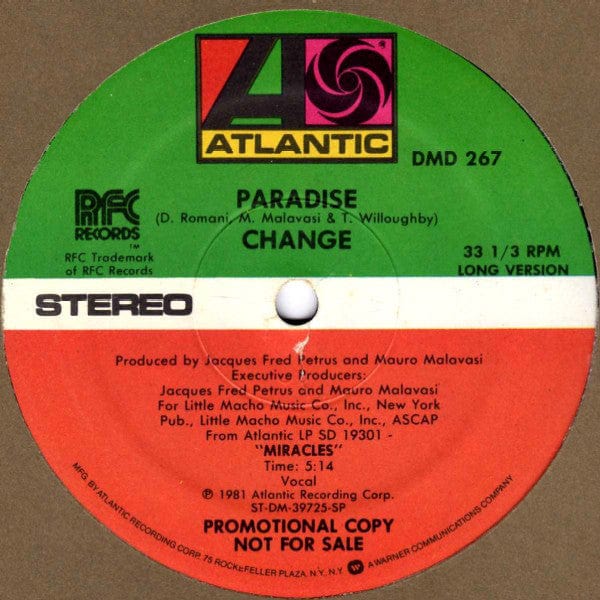 ATLANTIC
DMD 267
PARADISE
(D. Romani, M. Malavasi & T. Willoughby)
CHANGE
RFC
RECORDS
TM
RFC Trademark
of RFC Records
33 1/3 RPM
LONG VERSION
STEREO
Produced by Jacques Fred Petrus and Mauro Malavasi
Executive Producers:
Jacques Fred Petrus and Mauro Malavasi
For Little Macho Music Co., Inc., New York
Pub., Little Macho Music Co., Inc., ASCAP
From Atlantic LP SD 19301 -
"MIRACLES"
Time: 5:14
Vocal
℗ 1981 Atlantic Recording Corp.
ST-DM-39725-SP
PROMOTIONAL COPY
NOT FOR SALE
MFG. BY ATLANTIC RECORDING CORP. 75 ROCKEFELLER PLAZA, N.Y., N.Y. W A WARNER COMMUNICATIONS COMPANY